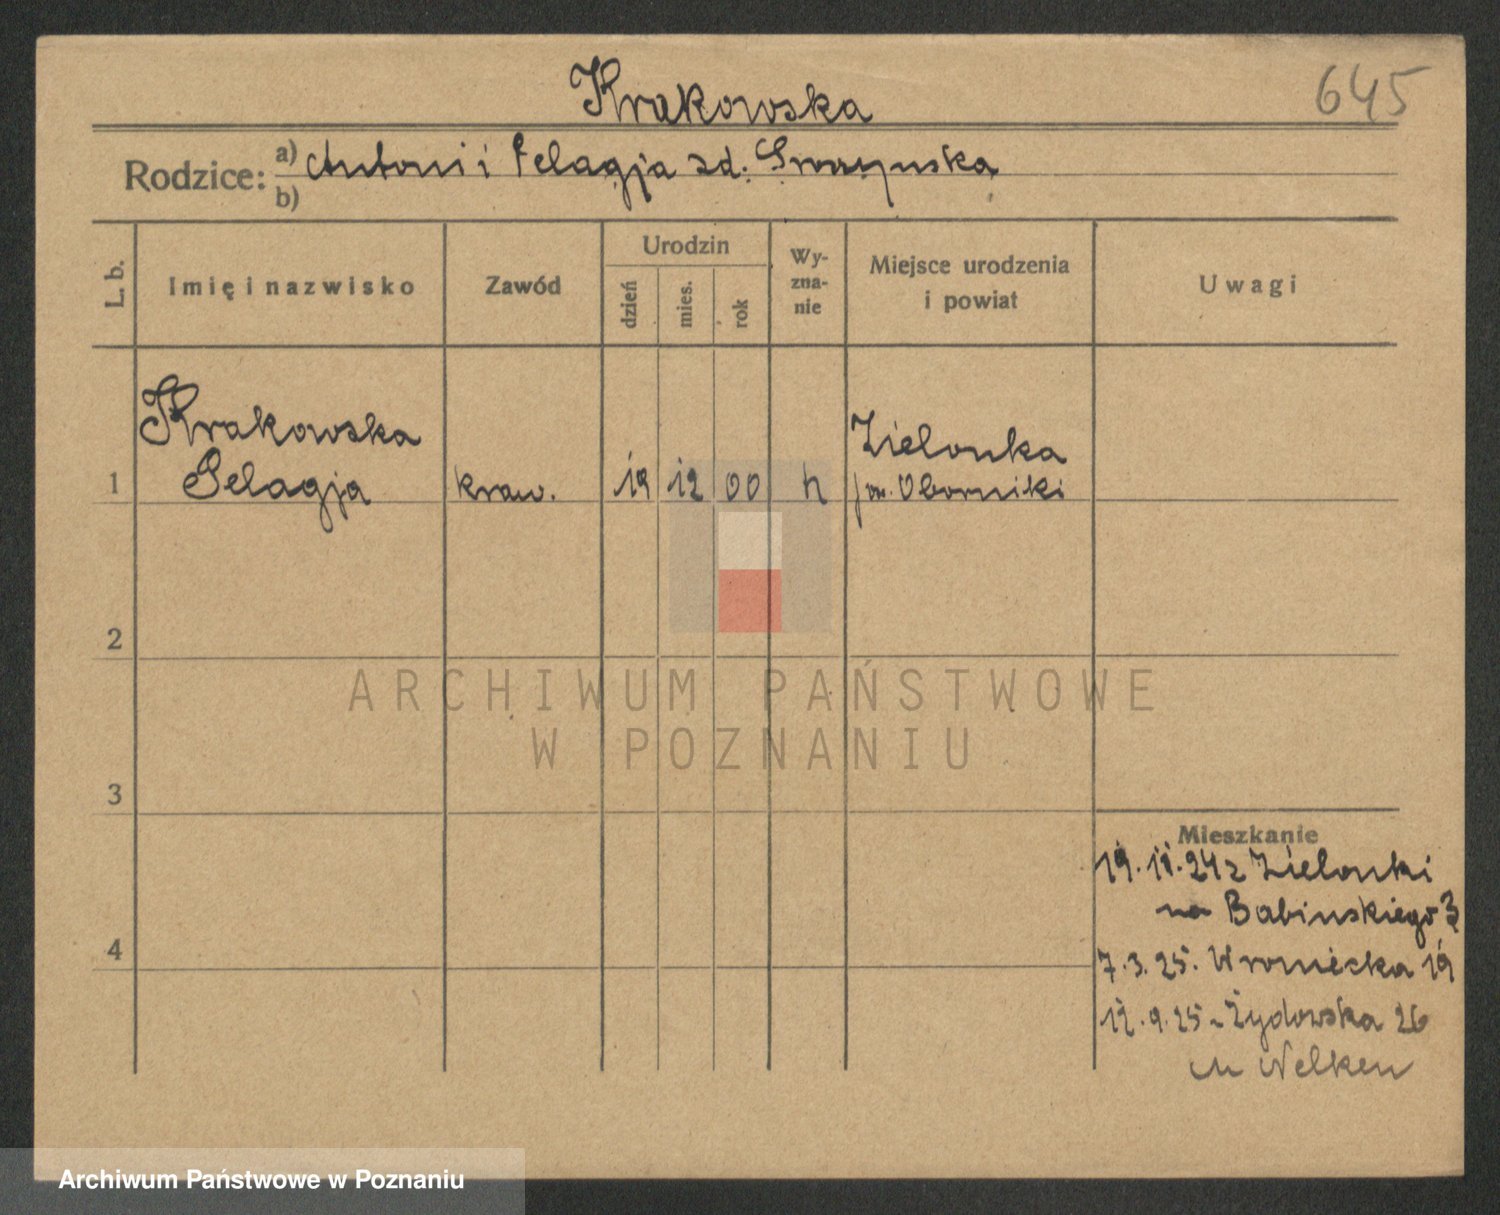 Krakowska
645
Rodzice: a) Antoni i Pelagja zd.
b)
L. b.
Imię i nazwisko
Zawód
Urodzin
dzień
mies.
rok
Wy-
zna-
nie
Miejsce urodzenia
i powiat
Uwagi
Krakowska
1 Pelagja kraw. 19 12 00
Zielonka
pow. Oborniki
2
ARCHIWUM PAŃSTWOWE
W POZNANIU
3
Mieszkanie
19.11.24 z Zielonki
na Babinskiego 3
4
7.3.25. Wroniecka 19
12.9.25 Żydowska 26
Archiwum Państwowe w Poznaniu